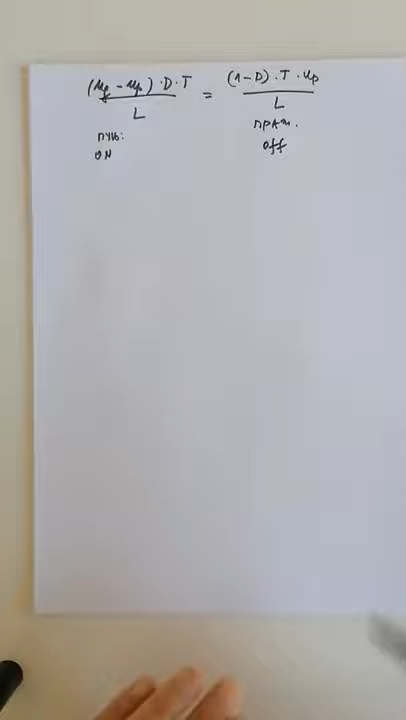 (ug - up) · D · T / L = (1 - D) · T · up / L
пуњ: праж.
ON off